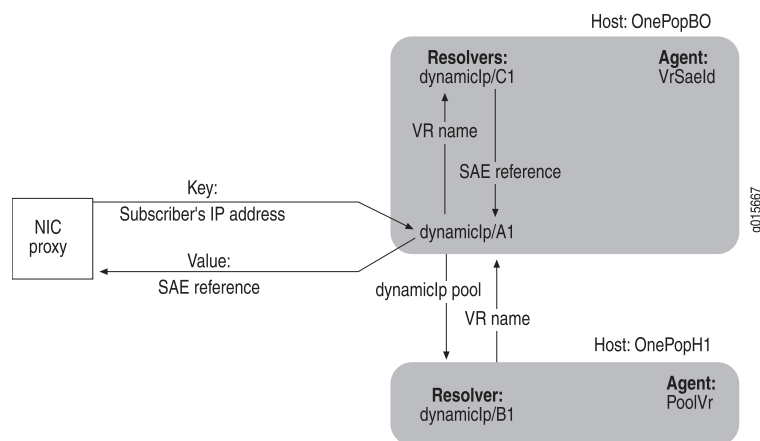 Host: OnePopBO
Resolvers:
dynamicIp/C1
Agent:
VrSaeId
VR name
SAE reference
Key:
Subscriber's IP address
NIC
proxy
dynamicIp/A1
Value:
SAE reference
dynamicIp pool
VR name
Host: OnePopH1
Resolver:
dynamicIp/B1
Agent:
PoolVr
g015667